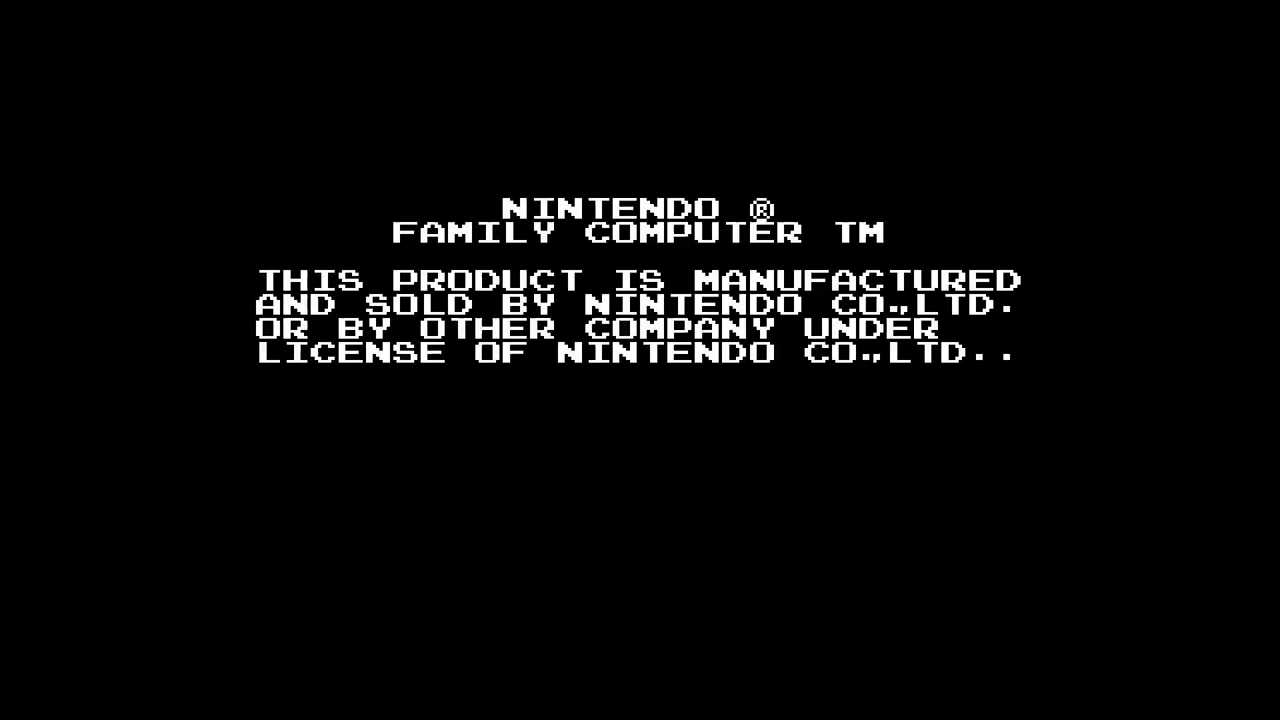 NINTENDO ®
FAMILY COMPUTER TM
THIS PRODUCT IS MANUFACTURED
AND SOLD BY NINTENDO CO.,LTD.
OR BY OTHER COMPANY UNDER
LICENSE OF NINTENDO CO.,LTD..